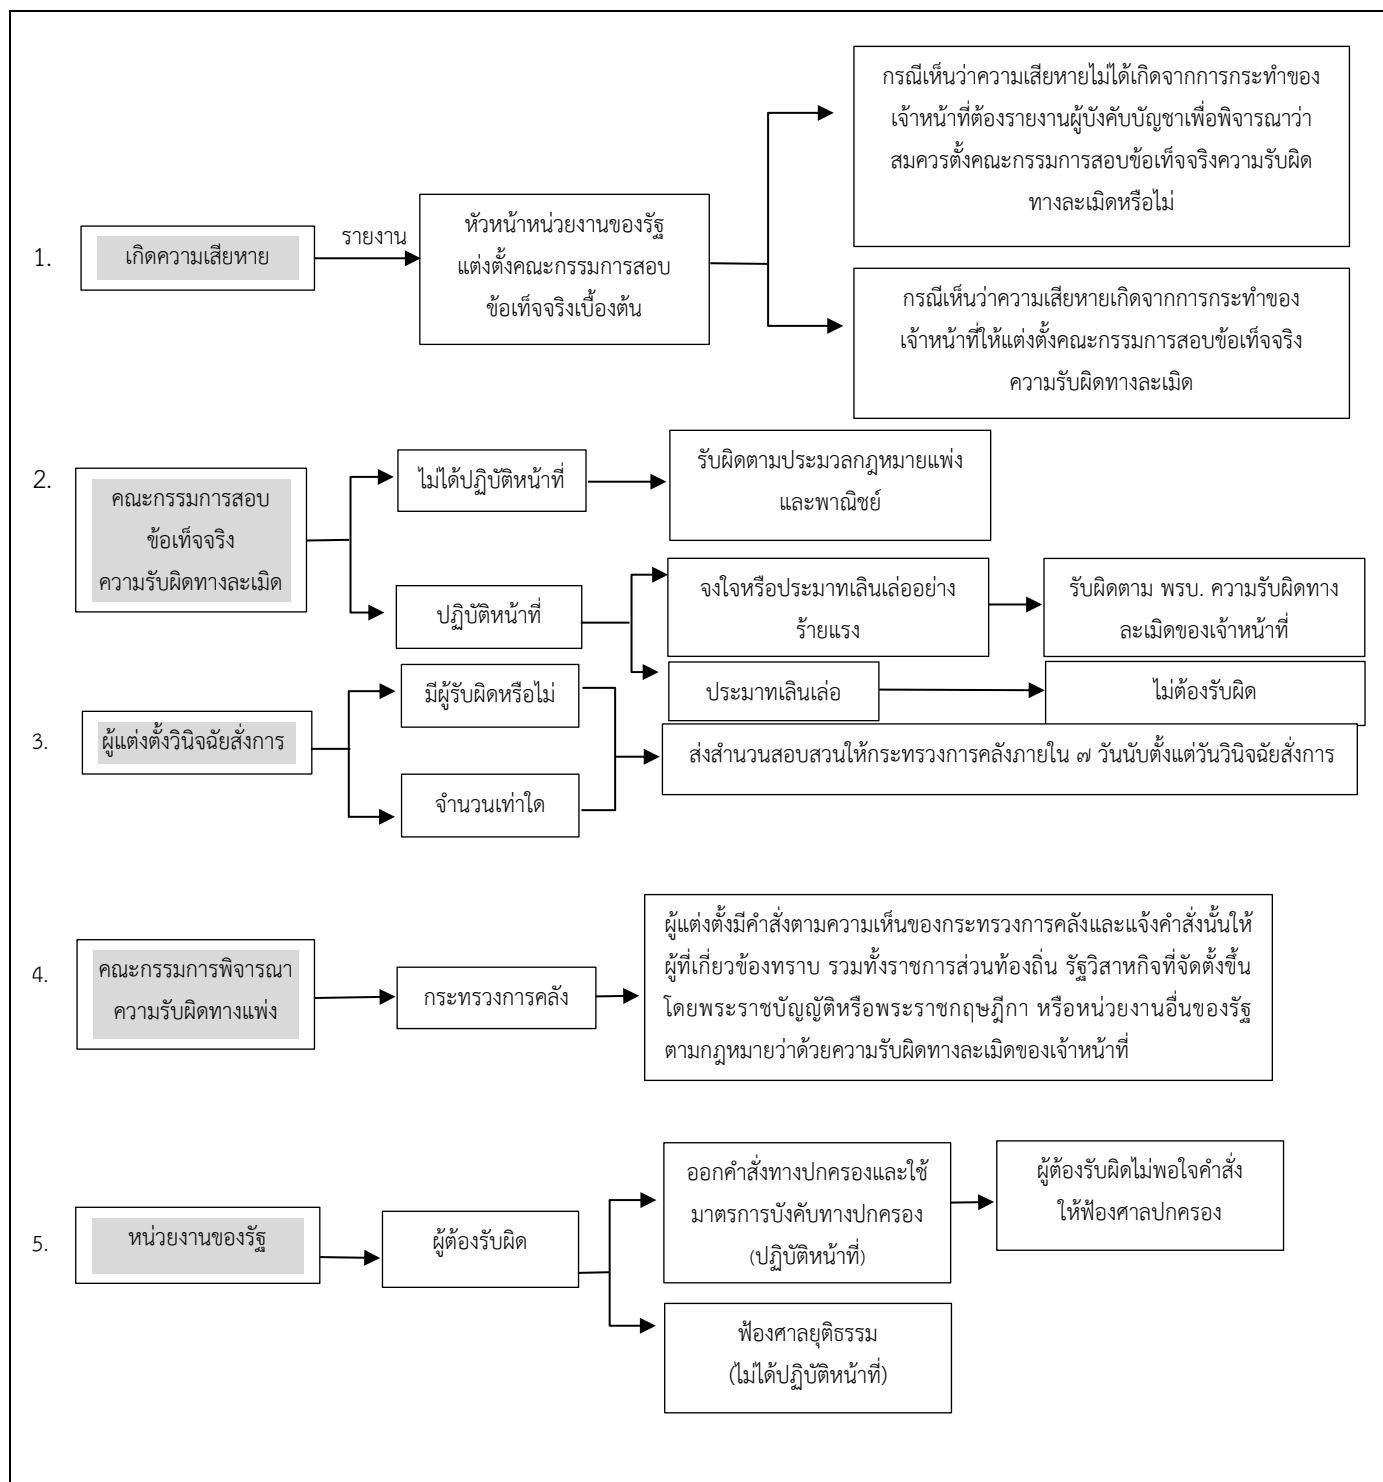 1.
เกิดความเสียหาย
รายงาน
หัวหน้าหน่วยงานของรัฐ
แต่งตั้งคณะกรรมการสอบ
ข้อเท็จจริงเบื้องต้น
กรณีเห็นว่าความเสียหายไม่ได้เกิดจากการกระทำของ
เจ้าหน้าที่ต้องรายงานผู้บังคับบัญชาเพื่อพิจารณาว่า
สมควรตั้งคณะกรรมการสอบข้อเท็จจริงความรับผิด
ทางละเมิดหรือไม่
กรณีเห็นว่าความเสียหายเกิดจากการกระทำของ
เจ้าหน้าที่ให้แต่งตั้งคณะกรรมการสอบข้อเท็จจริง
ความรับผิดทางละเมิด
2.
คณะกรรมการสอบ
ข้อเท็จจริง
ความรับผิดทางละเมิด
ไม่ได้ปฏิบัติหน้าที่
รับผิดตามประมวลกฎหมายแพ่ง
และพาณิชย์
ปฏิบัติหน้าที่
จงใจหรือประมาทเลินเล่ออย่าง
ร้ายแรง
รับผิดตาม พรบ. ความรับผิดทาง
ละเมิดของเจ้าหน้าที่
ประมาทเลินเล่อ
ไม่ต้องรับผิด
3.
ผู้แต่งตั้งวินิจฉัยสั่งการ
มีผู้รับผิดหรือไม่
จำนวนเท่าใด
ส่งสำนวนสอบสวนให้กระทรวงการคลังภายใน ๗ วันนับตั้งแต่วันวินิจฉัยสั่งการ
4.
คณะกรรมการพิจารณา
ความรับผิดทางแพ่ง
กระทรวงการคลัง
ผู้แต่งตั้งมีคำสั่งตามความเห็นของกระทรวงการคลังและแจ้งคำสั่งนั้นให้
ผู้ที่เกี่ยวข้องทราบ รวมทั้งราชการส่วนท้องถิ่น รัฐวิสาหกิจที่จัดตั้งขึ้น
โดยพระราชบัญญัติหรือพระราชกฤษฎีกา หรือหน่วยงานอื่นของรัฐ
ตามกฎหมายว่าด้วยความรับผิดทางละเมิดของเจ้าหน้าที่
5.
หน่วยงานของรัฐ
ผู้ต้องรับผิด
ออกคำสั่งทางปกครองและใช้
มาตรการบังคับทางปกครอง
(ปฏิบัติหน้าที่)
ผู้ต้องรับผิดไม่พอใจคำสั่ง
ให้ฟ้องศาลปกครอง
ฟ้องศาลยุติธรรม
(ไม่ได้ปฏิบัติหน้าที่)